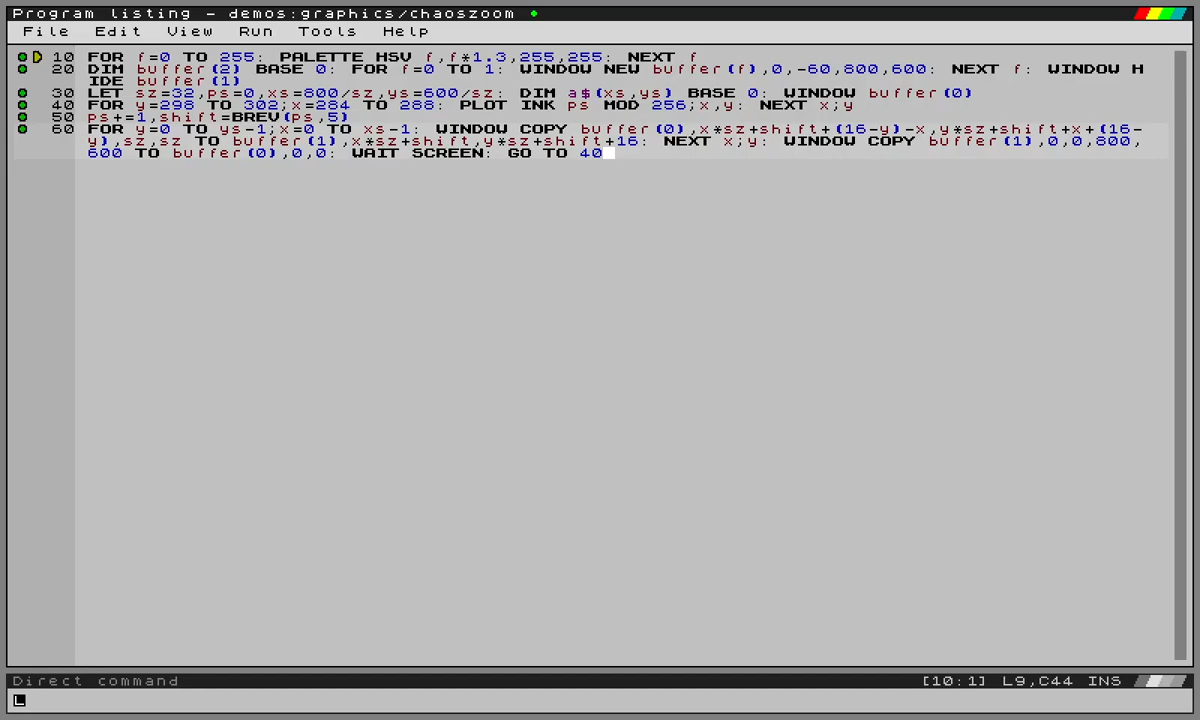 Program listing - demos:graphics/chaoszoom
File Edit View Run Tools Help
10 FOR f=0 TO 255: PALETTE HSV f,f*1.3,255,255: NEXT f
20 DIM buffer(2) BASE 0: FOR f=0 TO 1: WINDOW NEW buffer(f),0,-60,800,600: NEXT f: WINDOW H
IDE buffer(1)
30 LET sz=32,ps=0,xs=800/sz,ys=600/sz: DIM a$(xs,ys) BASE 0: WINDOW buffer(0)
40 FOR y=298 TO 302;x=284 TO 288: PLOT INK ps MOD 256;x,y: NEXT x;y
50 ps+=1,shift=BREV(ps,5)
60 FOR y=0 TO ys-1;x=0 TO xs-1: WINDOW COPY buffer(0),x*sz+shift+(16-y)-x,y*sz+shift+x+(16-
y),sz,sz TO buffer(1),x*sz+shift,y*sz+shift+16: NEXT x;y: WINDOW COPY buffer(1),0,0,800,
600 TO buffer(0),0,0: WAIT SCREEN: GO TO 40
Direct command [10:1] L9,C44 INS
L